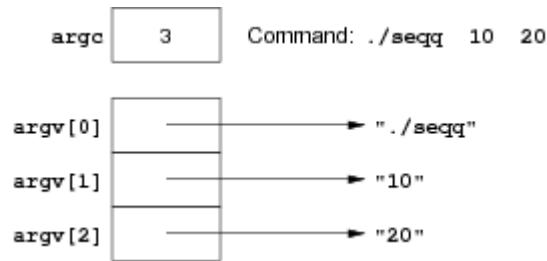 argc 3 Command: ./seqq 10 20
argv[0] "./seqq"
argv[1] "10"
argv[2] "20"